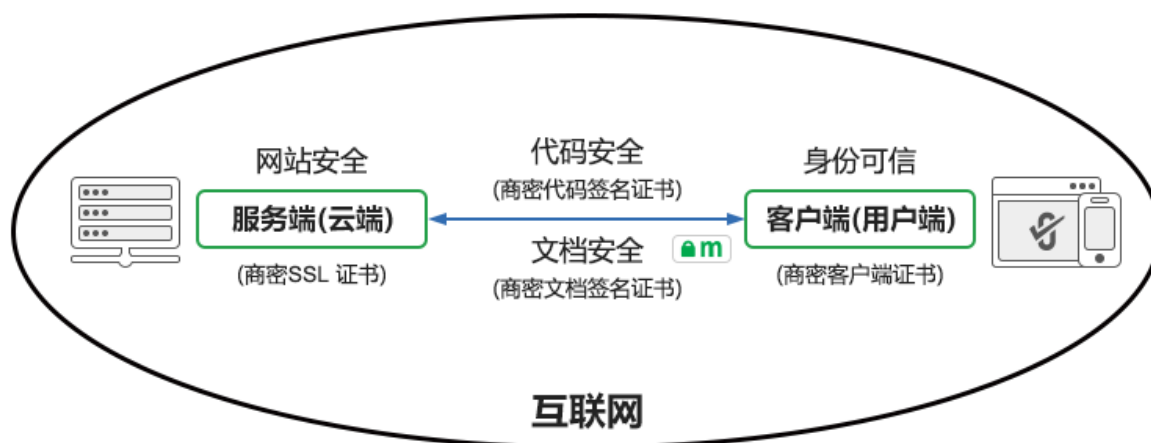 网站安全
服务端(云端)
(商密SSL 证书)
代码安全
(商密代码签名证书)
文档安全
m
(商密文档签名证书)
身份可信
客户端(用户端)
(商密客户端证书)
互联网